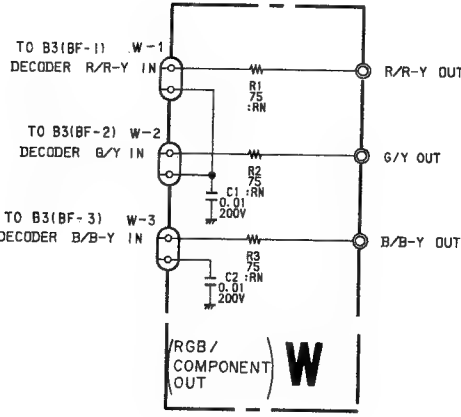 TO B3(BF-1) W-1
DECODER R/R-Y IN
R1
75
:RN
R/R-Y OUT
TO B3(BF-2) W-2
DECODER G/Y IN
R2
75
:RN
G/Y OUT
C1
0.01
200V
TO B3(BF-3) W-3
DECODER B/B-Y IN
R3
75
:RN
B/B-Y OUT
C2
0.01
200V
(RGB/
COMPONENT
OUT) W